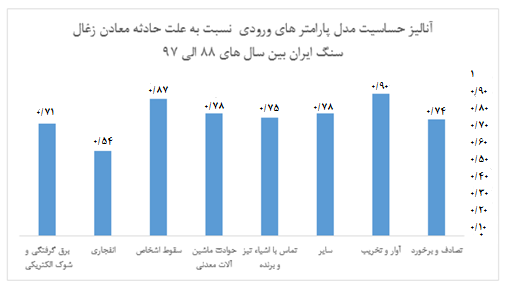 آنالیز حساسیت مدل پارامتر های ورودی نسبت به علت حادثه معادن زغال
سنگ ایران بین سال های ۸۸ الی ۹۷
۱
۰/۹۰
۰/۸۰
۰/۷۰
۰/۶۰
۰/۵۰
۰/۴۰
۰/۳۰
۰/۲۰
۰/۱۰
۰
۰/۷۴
۰/۹۰
۰/۷۸
۰/۷۵
۰/۷۸
۰/۸۷
۰/۵۴
۰/۷۱
تصادف و برخورد
آوار و تخریب
سایر
تماس با اشیاء تیز
و برنده
حوادث ماشین
آلات معدنی
سقوط اشخاص
انفجاری
برق گرفتگی و
شوک الکتریکی